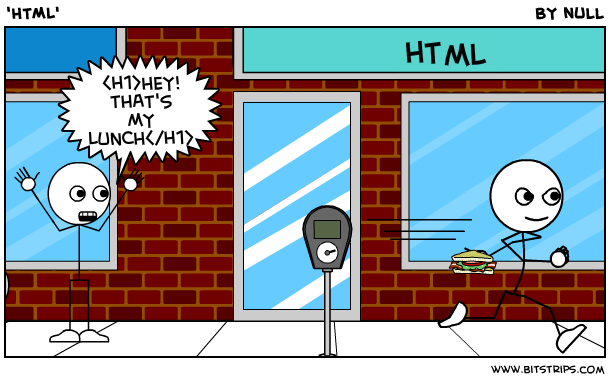 'HTML'
BY NULL
HTML
<H1>HEY!
THAT'S
MY
LUNCH</H1>
WWW.BITSTRIPS.COM